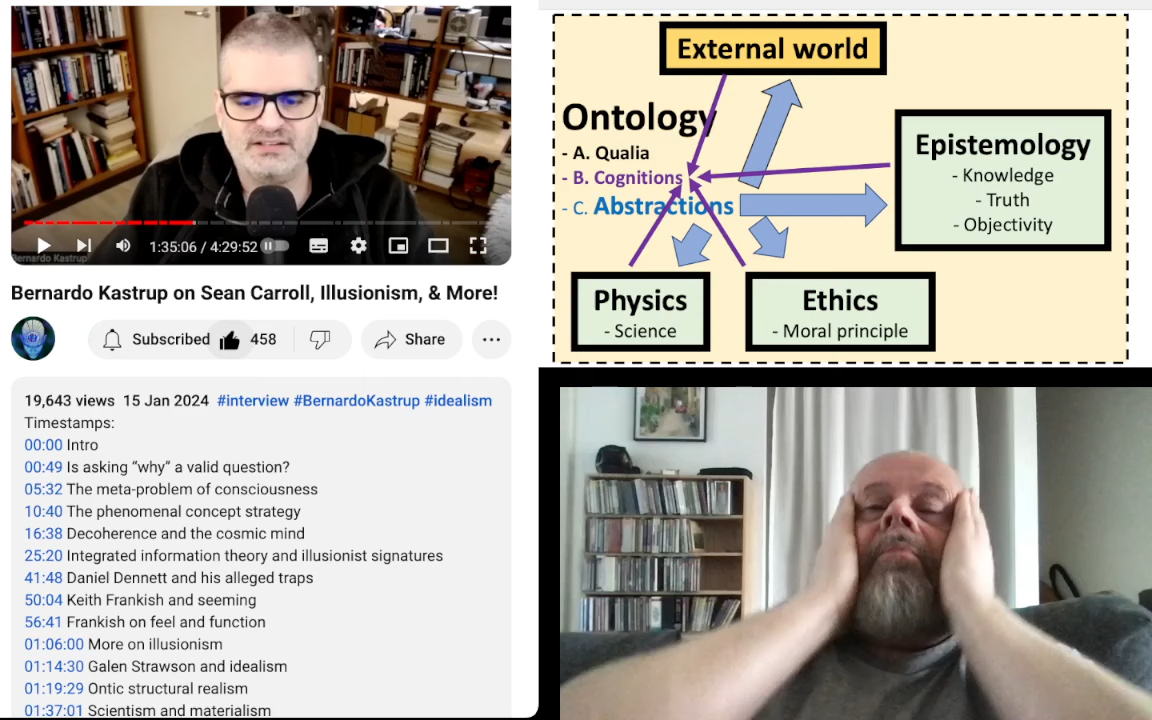 Bernardo Kastrup
1:35:06 / 4:29:52
Bernardo Kastrup on Sean Carroll, Illusionism, & More!
Subscribed 458 Share
19,643 views 15 Jan 2024 #interview #BernardoKastrup #idealism
Timestamps:
00:00 Intro
00:49 Is asking “why” a valid question?
05:32 The meta-problem of consciousness
10:40 The phenomenal concept strategy
16:38 Decoherence and the cosmic mind
25:20 Integrated information theory and illusionist signatures
41:48 Daniel Dennett and his alleged traps
50:04 Keith Frankish and seeming
56:41 Frankish on feel and function
01:06:00 More on illusionism
01:14:30 Galen Strawson and idealism
01:19:29 Ontic structural realism
01:37:01 Scientism and materialism
External world
Ontology
- A. Qualia
- B. Cognitions
- C. Abstractions
Epistemology
- Knowledge
- Truth
- Objectivity
Physics
- Science
Ethics
- Moral principle